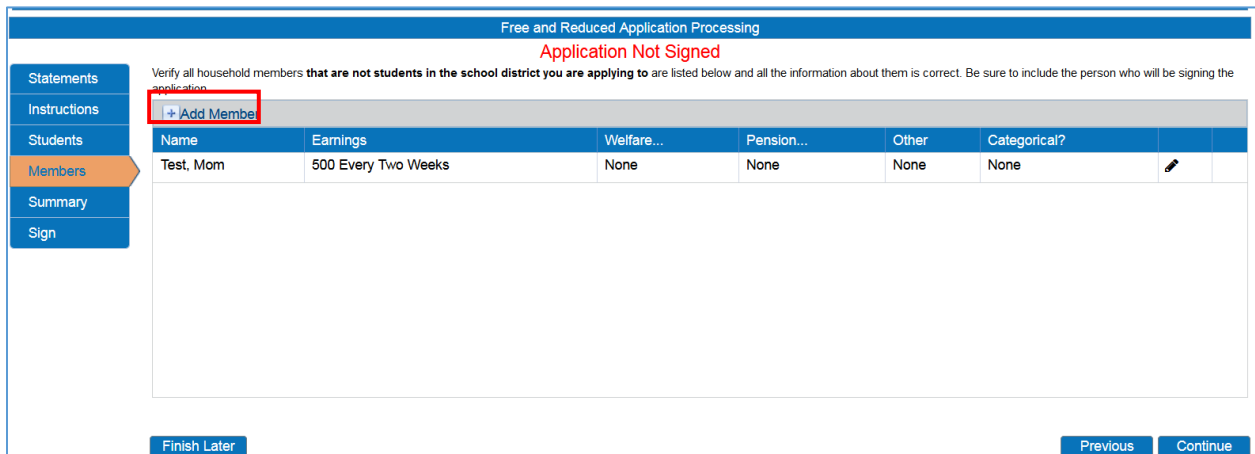 Free and Reduced Application Processing
Application Not Signed
Statements
Instructions
Students
Members
Summary
Sign
Verify all household members that are not students in the school district you are applying to are listed below and all the information about them is correct. Be sure to include the person who will be signing the
application.
+ Add Member
Name Earnings Welfare... Pension... Other Categorical?
Test, Mom 500 Every Two Weeks None None None None
Finish Later Previous Continue